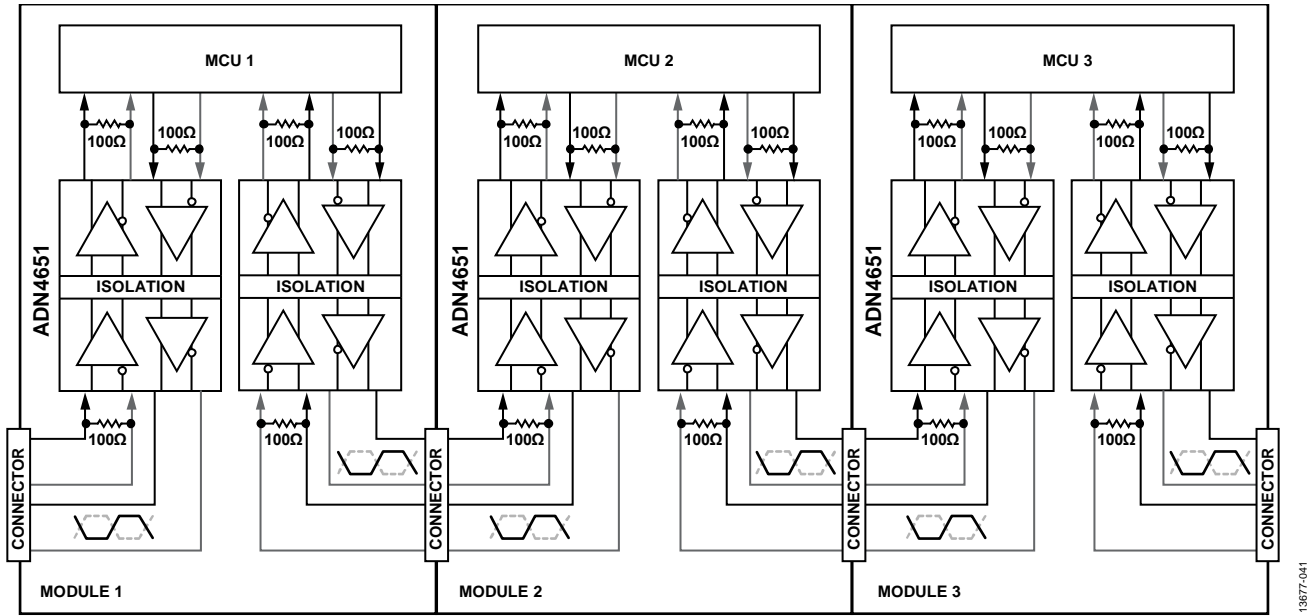 MCU 1
MCU 2
MCU 3
100Ω
100Ω
100Ω
100Ω
100Ω
100Ω
100Ω
100Ω
100Ω
100Ω
100Ω
100Ω
ADN4651
ISOLATION
ISOLATION
ADN4651
ISOLATION
ISOLATION
ADN4651
ISOLATION
ISOLATION
100Ω
100Ω
100Ω
100Ω
100Ω
100Ω
CONNECTOR
CONNECTOR
CONNECTOR
CONNECTOR
MODULE 1
MODULE 2
MODULE 3
13677-041